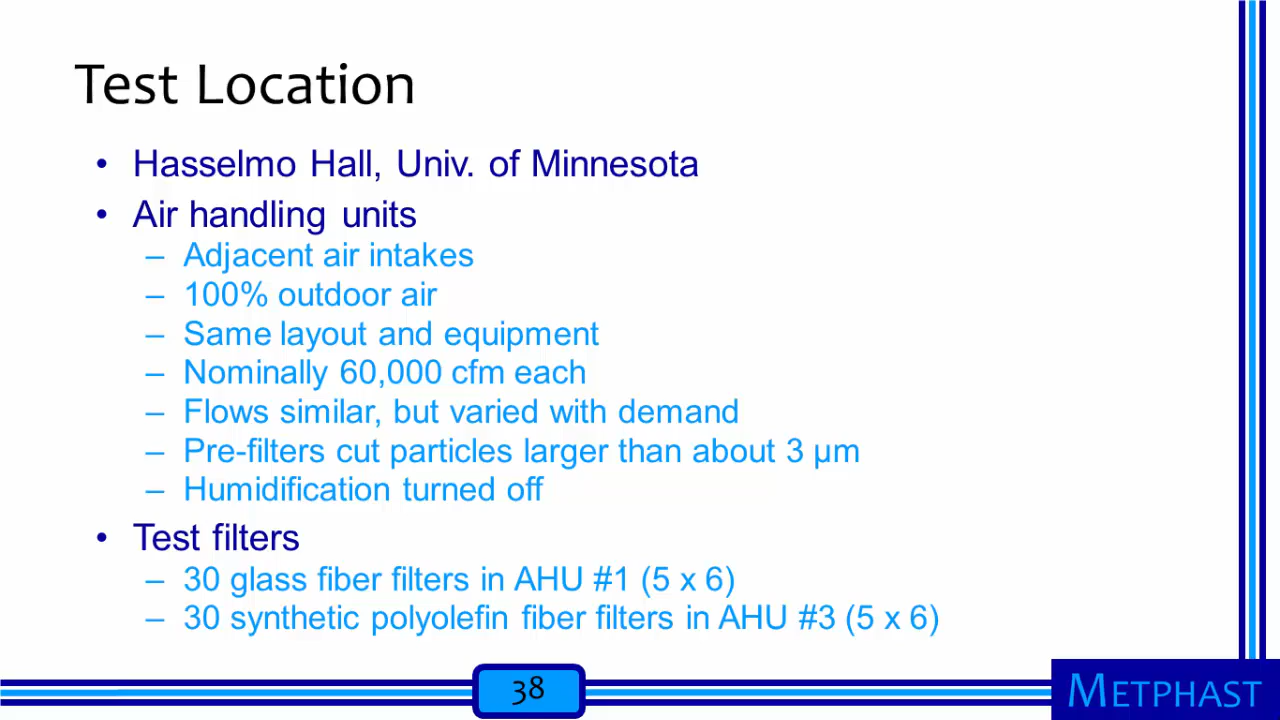 Test Location
• Hasselmo Hall, Univ. of Minnesota
• Air handling units
– Adjacent air intakes
– 100% outdoor air
– Same layout and equipment
– Nominally 60,000 cfm each
– Flows similar, but varied with demand
– Pre-filters cut particles larger than about 3 µm
– Humidification turned off
• Test filters
– 30 glass fiber filters in AHU #1 (5 x 6)
– 30 synthetic polyolefin fiber filters in AHU #3 (5 x 6)
38
METPHAST